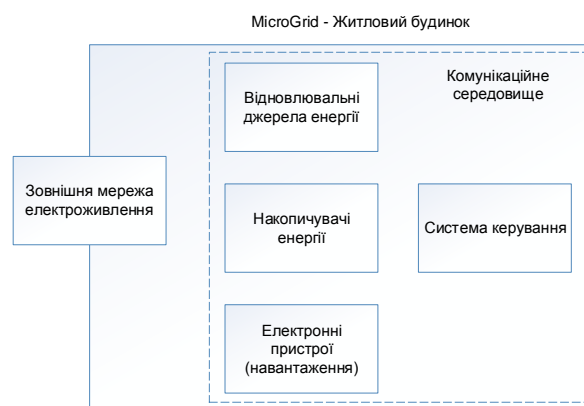 MicroGrid - Житловий будинок
Відновлювальні
джерела енергії
Комунікаційне
середовище
Зовнішня мережа
електроживлення
Накопичувачі
енергії
Система керування
Електронні
пристрої
(навантаження)